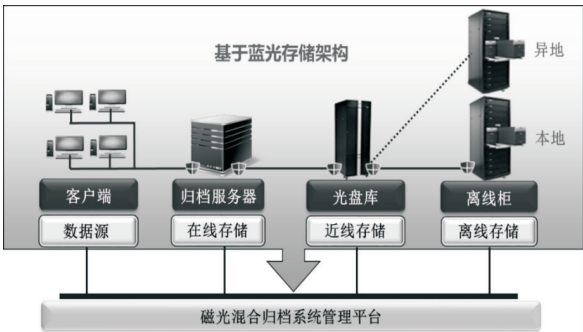 基于蓝光存储架构
异地
本地
客户端
归档服务器
光盘库
离线柜
数据源
在线存储
近线存储
离线存储
磁光混合归档系统管理平台